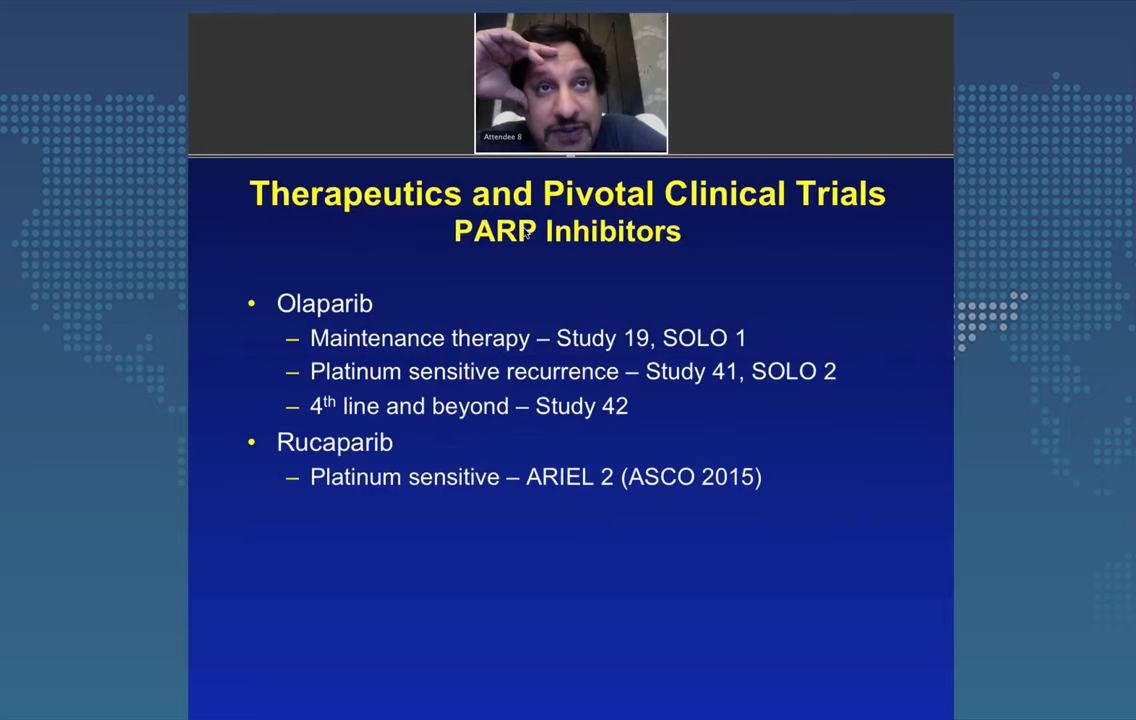 Attendee 8
Therapeutics and Pivotal Clinical Trials
PARP Inhibitors
• Olaparib
– Maintenance therapy – Study 19, SOLO 1
– Platinum sensitive recurrence – Study 41, SOLO 2
– 4th line and beyond – Study 42
• Rucaparib
– Platinum sensitive – ARIEL 2 (ASCO 2015)